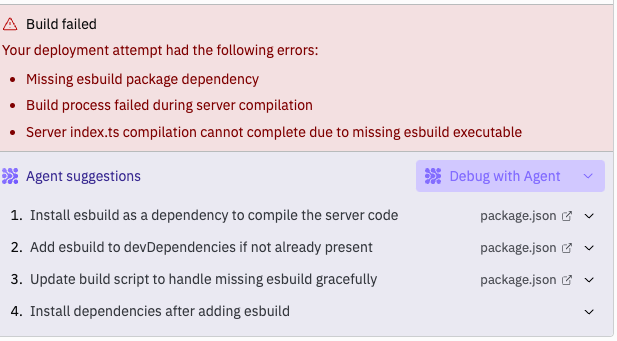 Build failed
Your deployment attempt had the following errors:
• Missing esbuild package dependency
• Build process failed during server compilation
• Server index.ts compilation cannot complete due to missing esbuild executable
Agent suggestions Debug with Agent
1. Install esbuild as a dependency to compile the server code package.json
2. Add esbuild to devDependencies if not already present package.json
3. Update build script to handle missing esbuild gracefully package.json
4. Install dependencies after adding esbuild